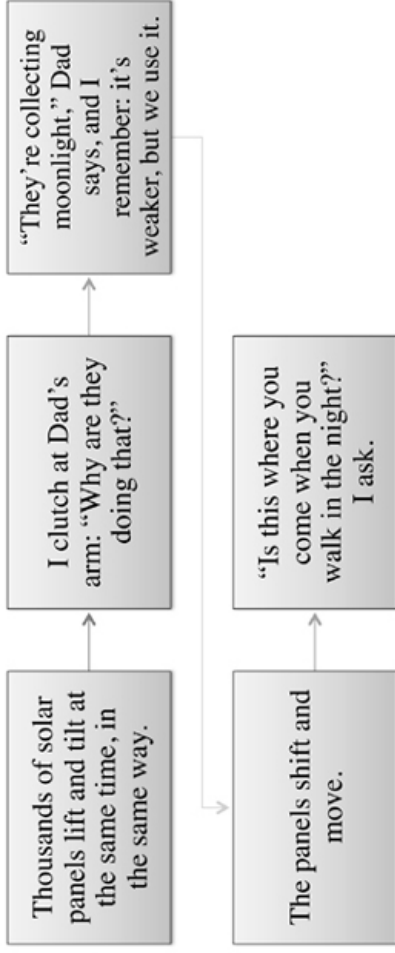 Thousands of solar
panels lift and tilt at
the same time, in
the same way.
I clutch at Dad’s
arm: “Why are they
doing that?”
“They’re collecting
moonlight,” Dad
says, and I
remember: it’s
weaker, but we use it.
The panels shift and
move.
“Is this where you
come when you
walk in the night?”
I ask.